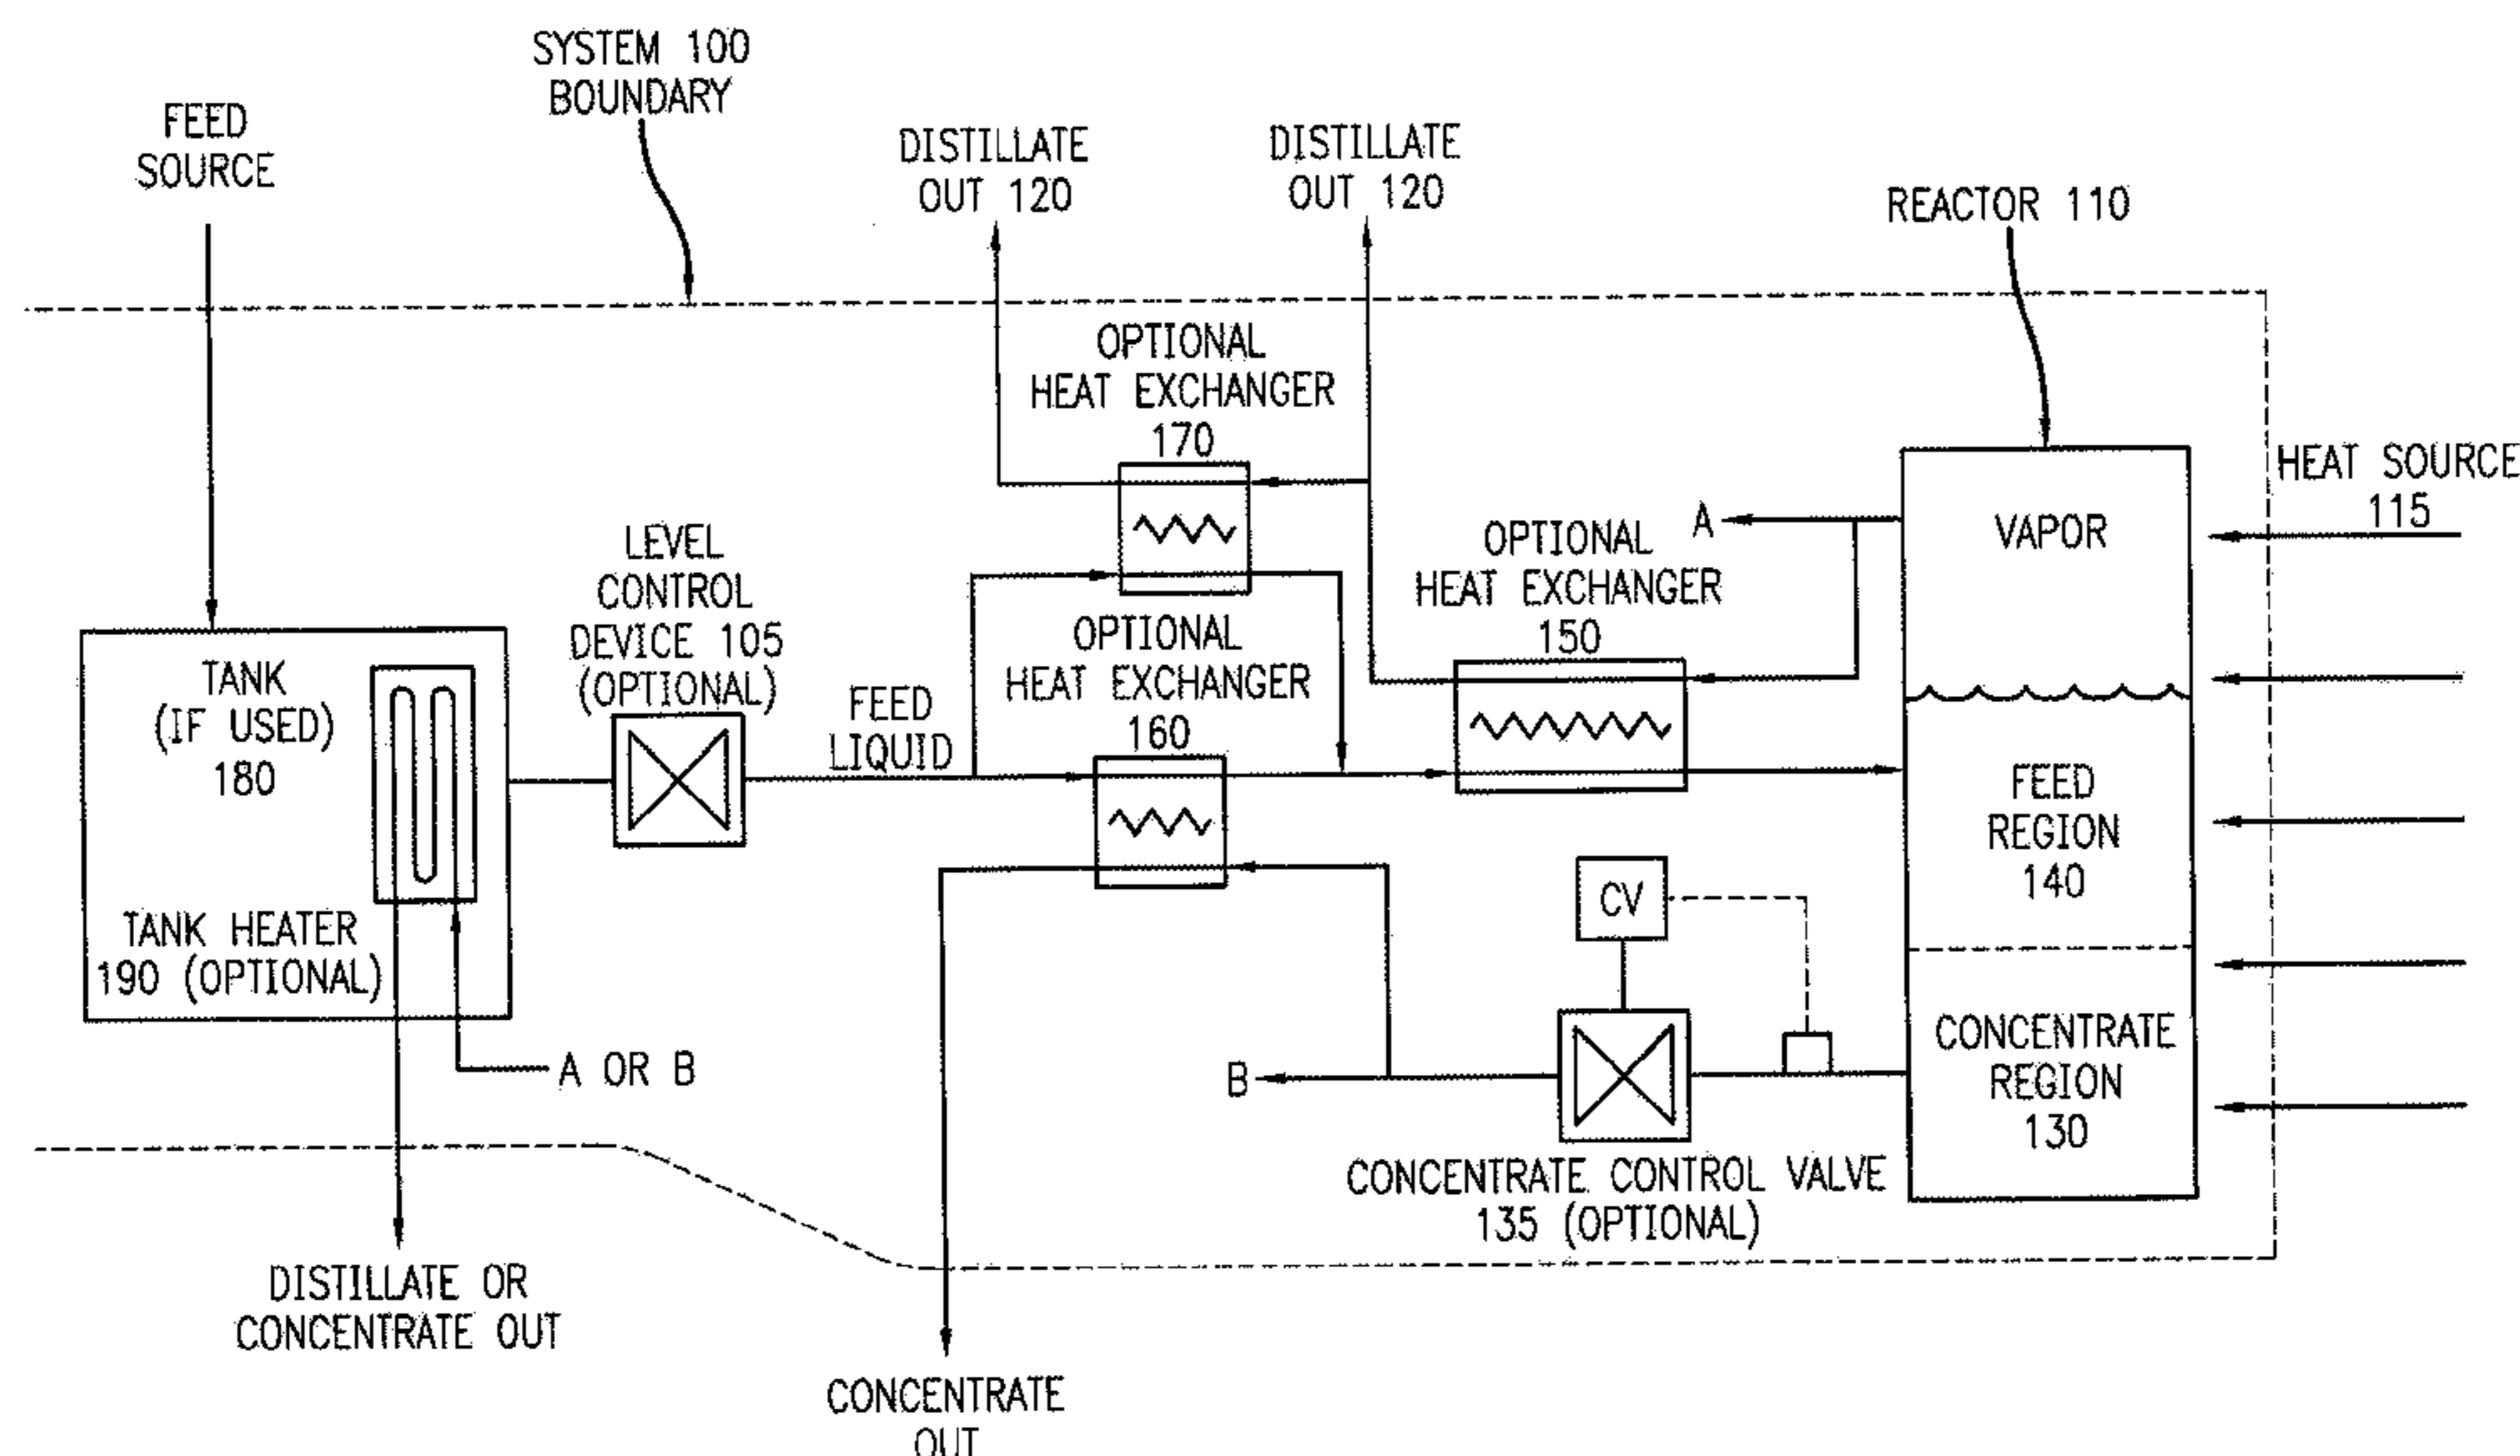 SYSTEM 100
BOUNDARY
FEED
SOURCE
DISTILLATE
OUT 120
DISTILLATE
OUT 120
REACTOR 110
OPTIONAL
HEAT EXCHANGER
170
HEAT SOURCE
115
A
VAPOR
LEVEL
CONTROL
DEVICE 105
(OPTIONAL)
OPTIONAL
HEAT EXCHANGER
150
OPTIONAL
HEAT EXCHANGER
160
TANK
(IF USED)
180
FEED
LIQUID
FEED
REGION
140
CV
TANK HEATER
190 (OPTIONAL)
A OR B
B
CONCENTRATE
REGION
130
CONCENTRATE CONTROL VALVE
135 (OPTIONAL)
DISTILLATE OR
CONCENTRATE OUT
CONCENTRATE
OUT